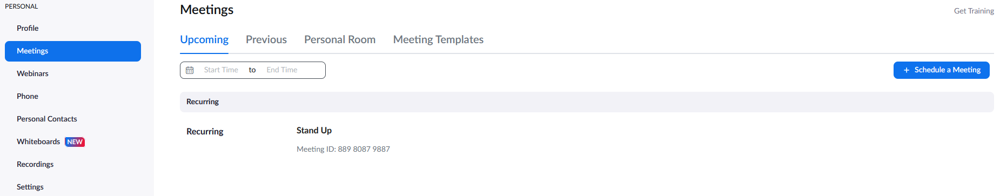 PERSONAL
Profile
Meetings
Webinars
Phone
Personal Contacts
Whiteboards NEW
Recordings
Settings
Meetings
Get Training
Upcoming Previous Personal Room Meeting Templates
Start Time to End Time
+ Schedule a Meeting
Recurring
Recurring
Stand Up
Meeting ID: 889 8087 9887